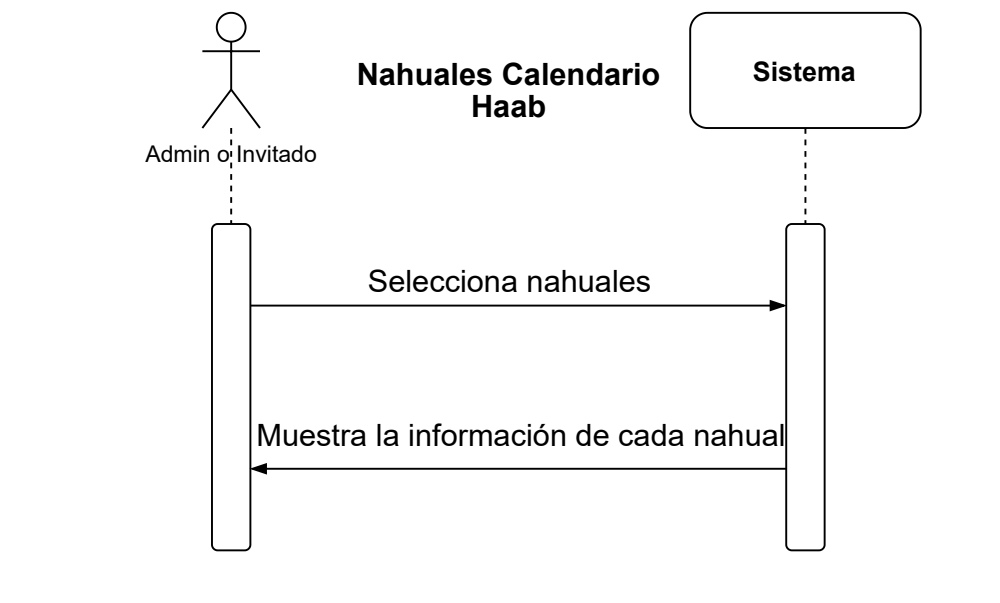 Nahuales Calendario
Haab
Sistema
Admin o Invitado
Selecciona nahuales
Muestra la información de cada nahual